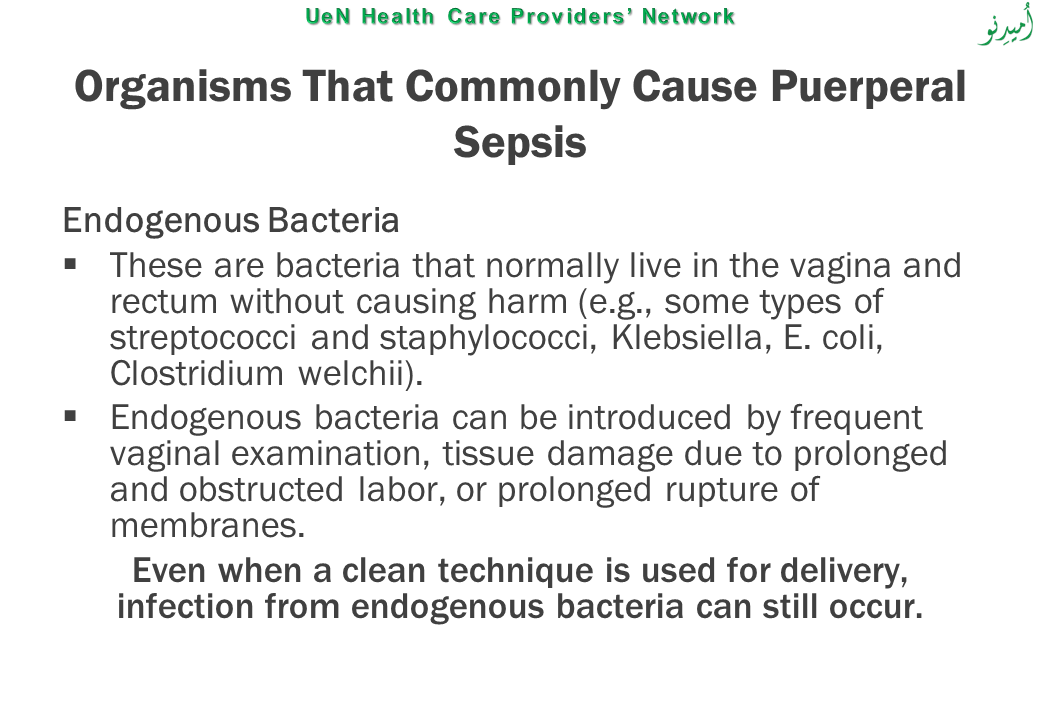 UeN Health Care Providers’ Network
اُميدِنو
Organisms That Commonly Cause Puerperal
Sepsis
Endogenous Bacteria
▪ These are bacteria that normally live in the vagina and
rectum without causing harm (e.g., some types of
streptococci and staphylococci, Klebsiella, E. coli,
Clostridium welchii).
▪ Endogenous bacteria can be introduced by frequent
vaginal examination, tissue damage due to prolonged
and obstructed labor, or prolonged rupture of
membranes.
Even when a clean technique is used for delivery,
infection from endogenous bacteria can still occur.